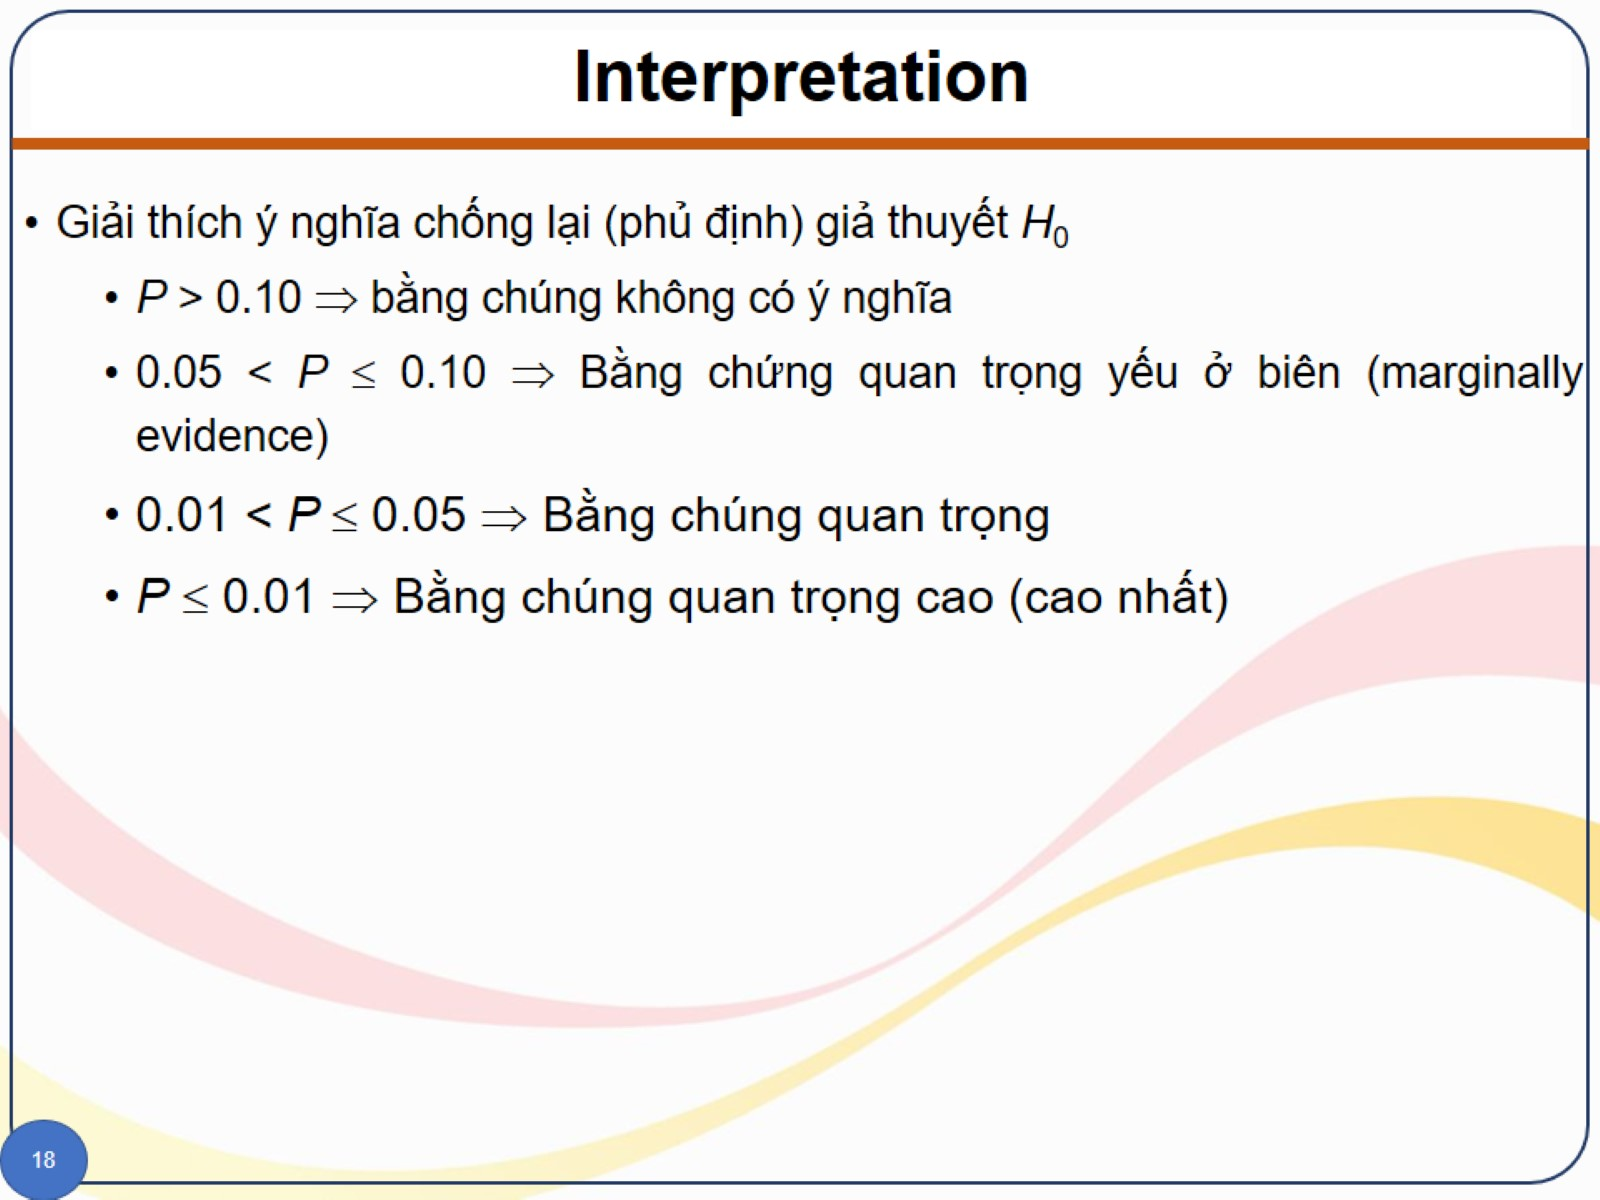 Interpretation
• Giải thích ý nghĩa chống lại (phủ định) giả thuyết H₀
• P > 0.10 ⇒ bằng chúng không có ý nghĩa
• 0.05 < P ≤ 0.10 ⇒ Bằng chứng quan trọng yếu ở biên (marginally
evidence)
• 0.01 < P ≤ 0.05 ⇒ Bằng chúng quan trọng
• P ≤ 0.01 ⇒ Bằng chúng quan trọng cao (cao nhất)
18